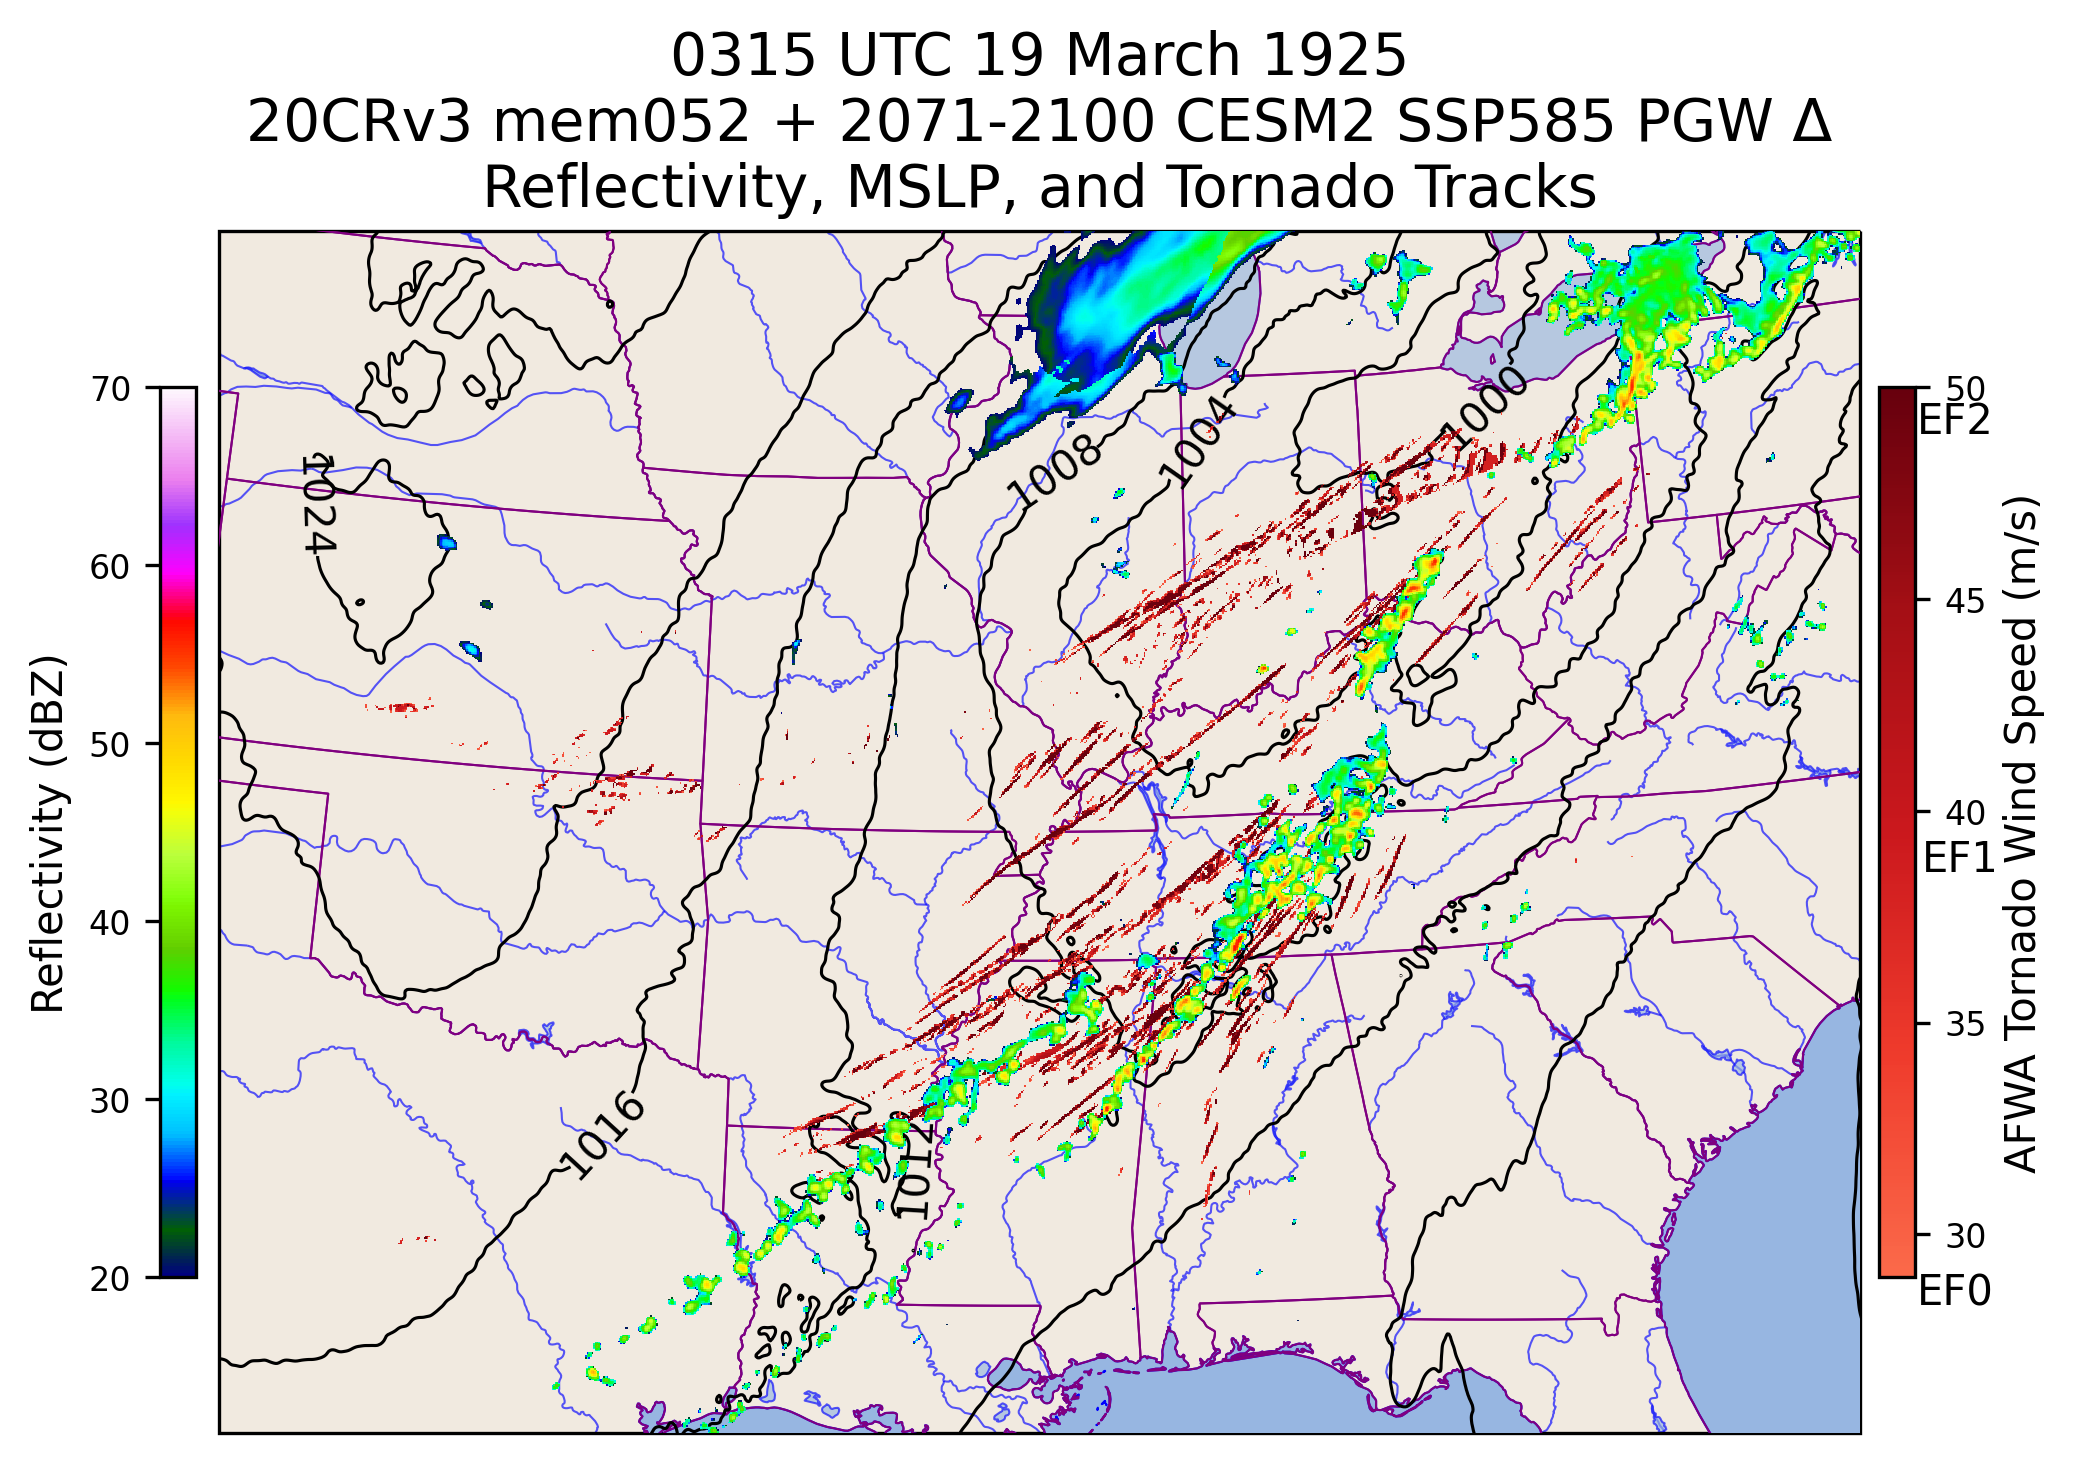 0315 UTC 19 March 1925
20CRv3 mem052 + 2071-2100 CESM2 SSP585 PGW Δ
Reflectivity, MSLP, and Tornado Tracks
Reflectivity (dBZ)
70
60
50
40
30
20
1024
1008
1004
1000
1016
1012
50
EF2
45
40
EF1
35
30
EF0
AFWA Tornado Wind Speed (m/s)